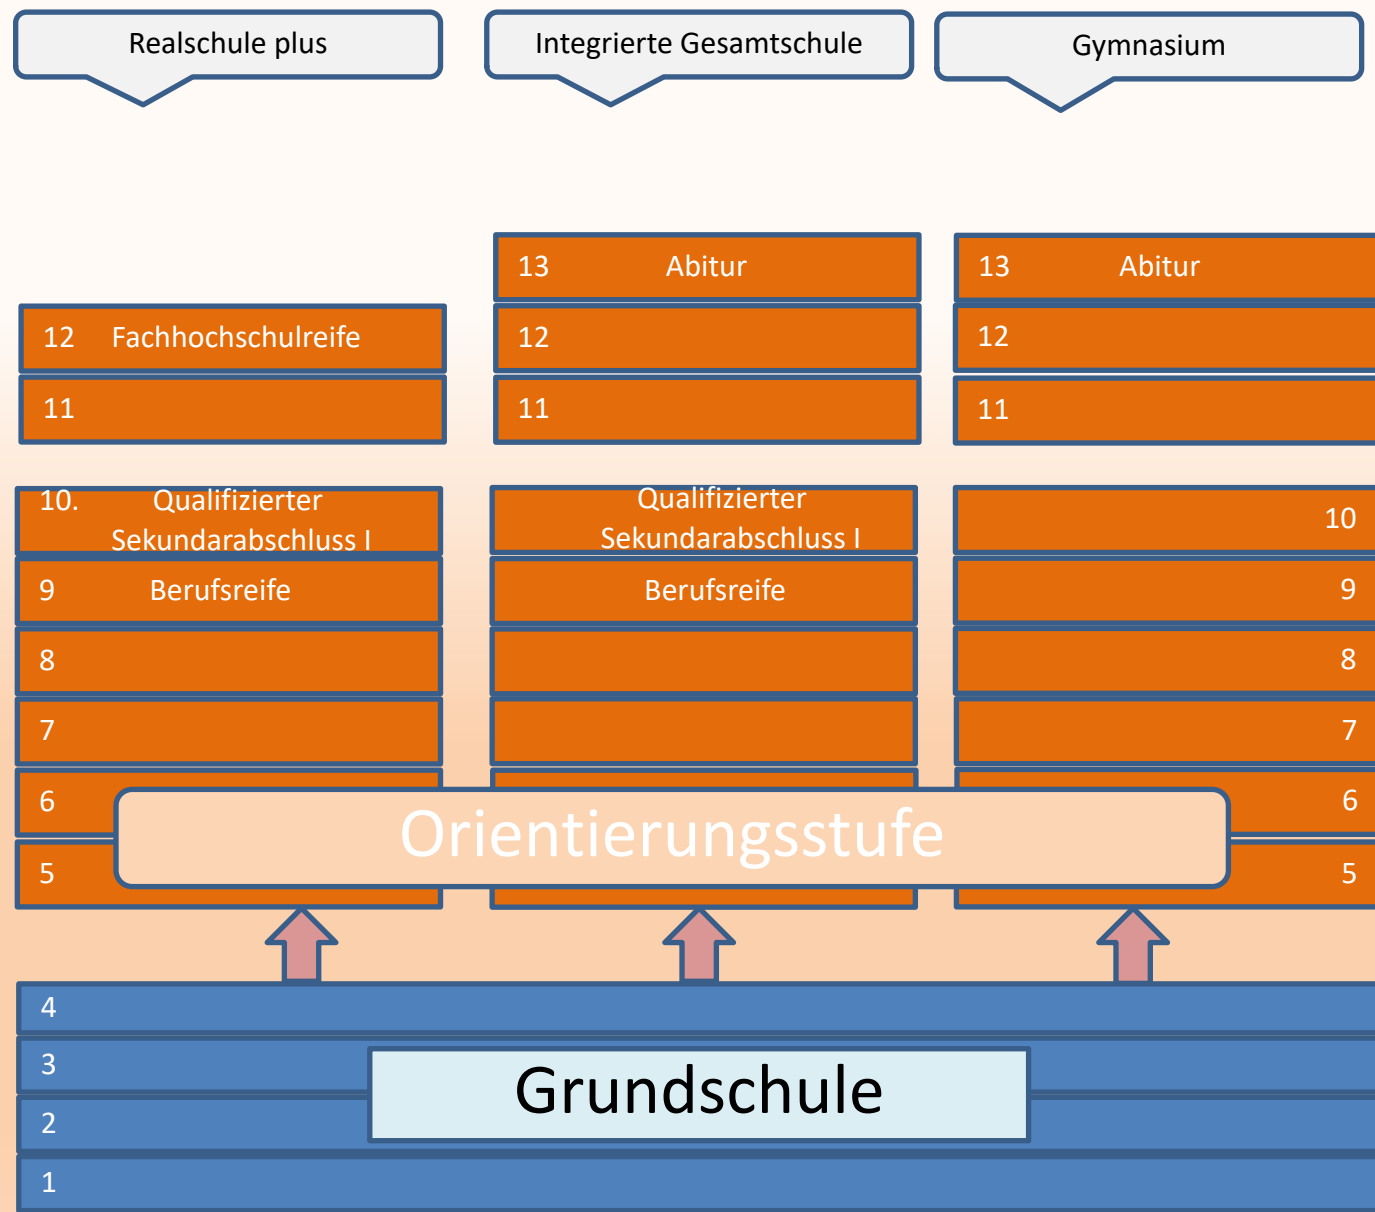 Realschule plus
Integrierte Gesamtschule
Gymnasium
13 Abitur
13 Abitur
12 Fachhochschulreife
12
12
11
11
11
10. Qualifizierter
Sekundarabschluss I
Qualifizierter
Sekundarabschluss I
10
9 Berufsreife
Berufsreife
9
8
8
7
7
6
6
Orientierungsstufe
5
5
4
3
Grundschule
2
1